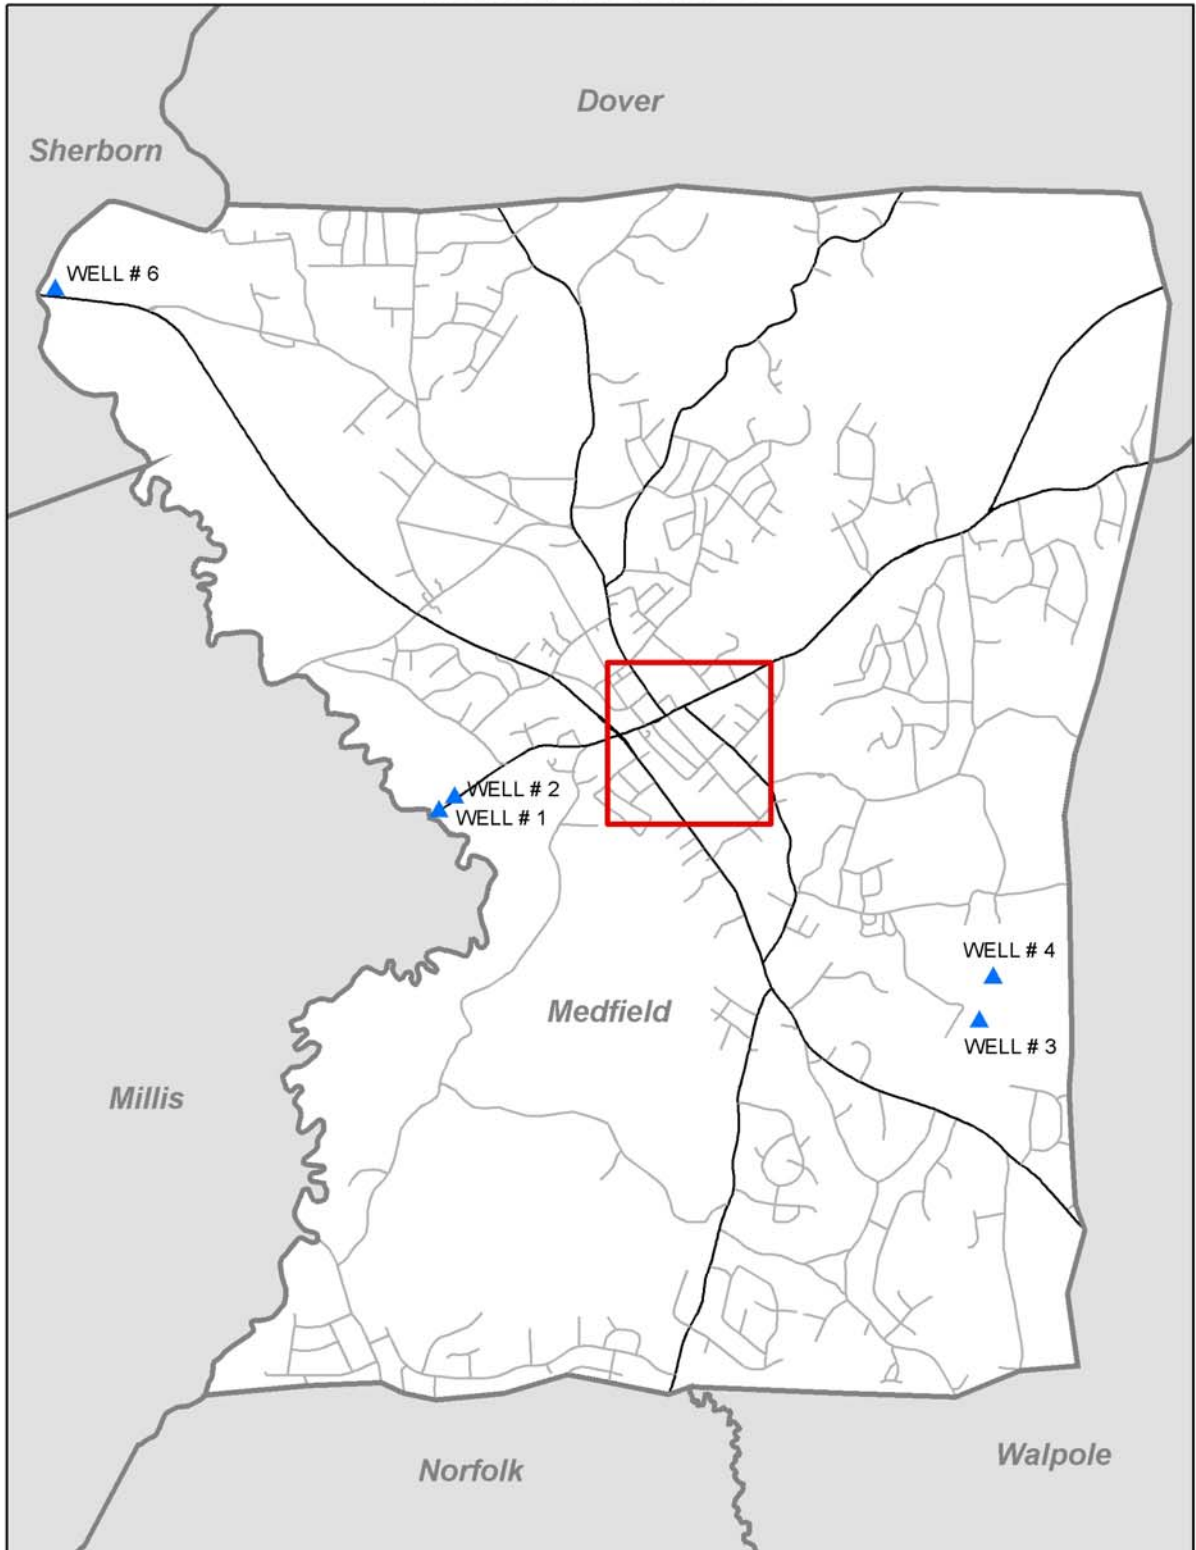 Dover
Sherborn
WELL # 6
WELL # 2
WELL # 1
WELL # 4
Medfield
WELL # 3
Millis
Walpole
Norfolk